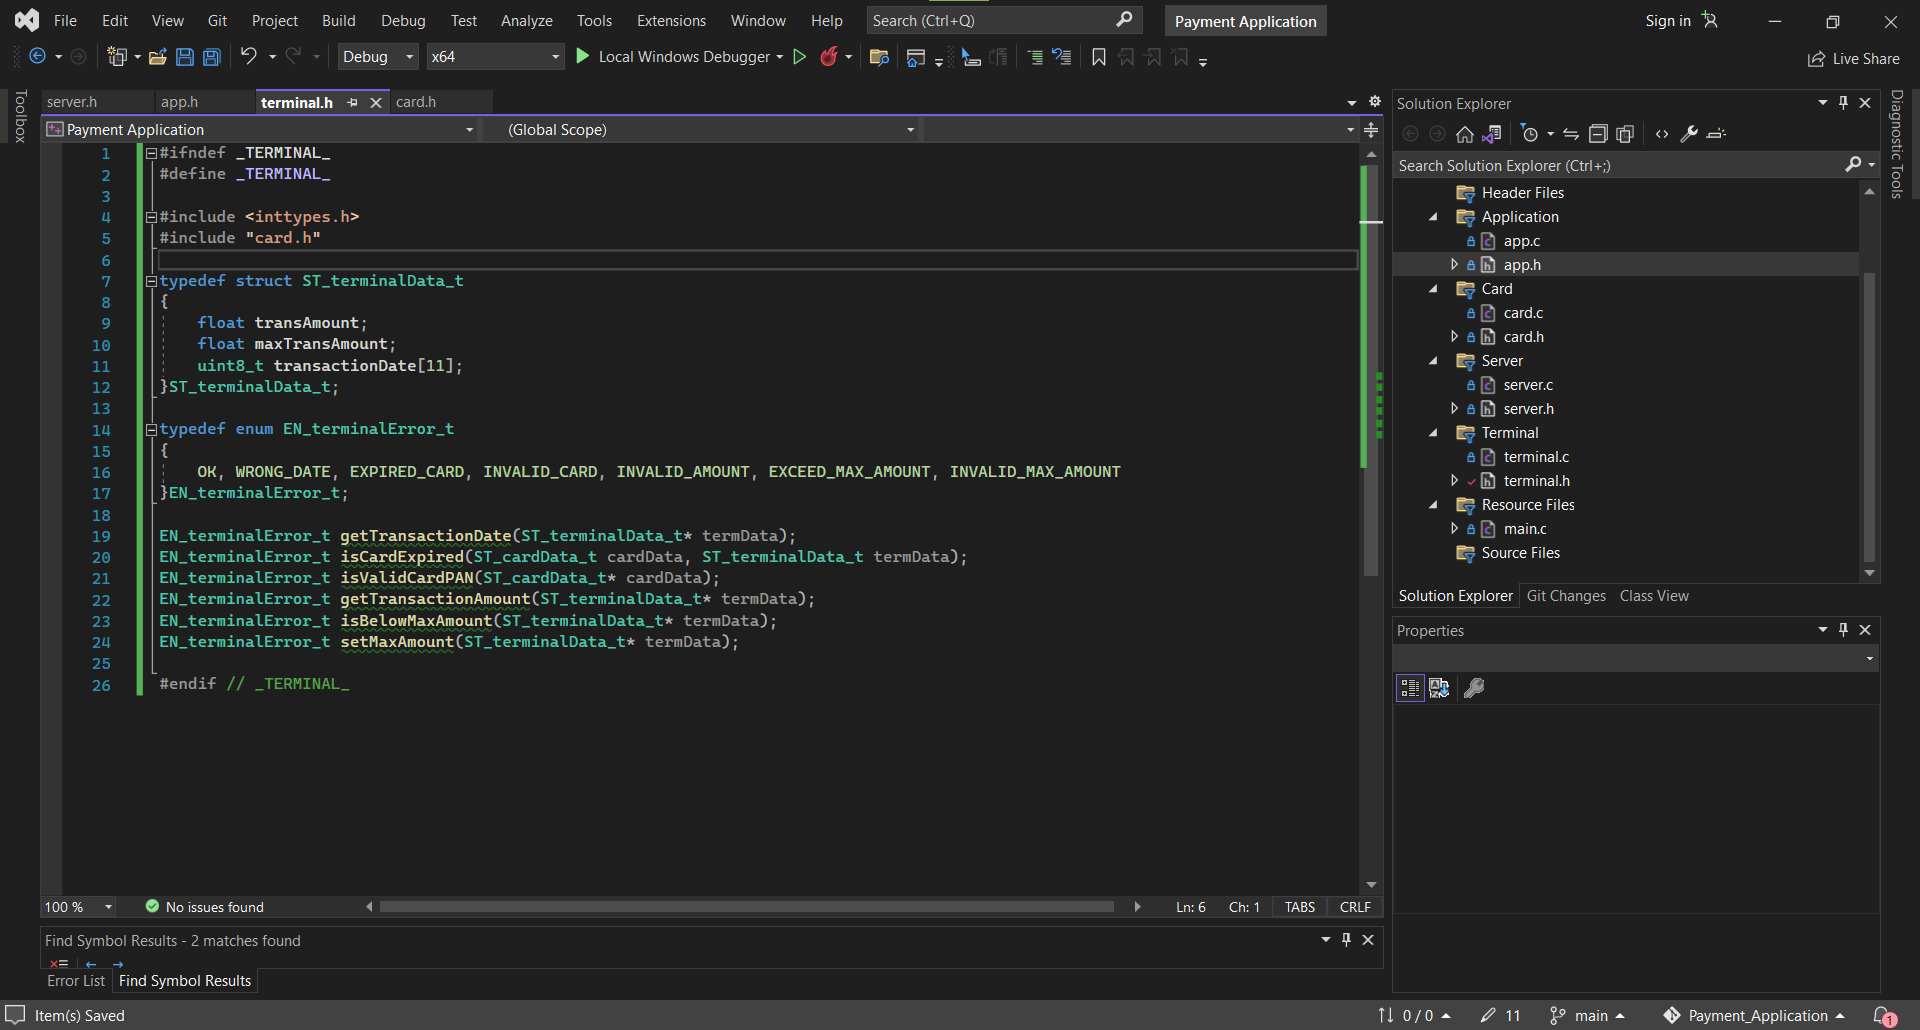 File Edit View Git Project Build Debug Test Analyze Tools Extensions Window Help Search (Ctrl+Q) Payment Application Sign in
Debug x64 Local Windows Debugger Live Share
Toolbox
server.h app.h terminal.h card.h
Payment Application (Global Scope)
1 #ifndef _TERMINAL_
2 #define _TERMINAL_
3
4 #include <inttypes.h>
5 #include "card.h"
6
7 typedef struct ST_terminalData_t
8 {
9 float transAmount;
10 float maxTransAmount;
11 uint8_t transactionDate[11];
12 }ST_terminalData_t;
13
14 typedef enum EN_terminalError_t
15 {
16 OK, WRONG_DATE, EXPIRED_CARD, INVALID_CARD, INVALID_AMOUNT, EXCEED_MAX_AMOUNT, INVALID_MAX_AMOUNT
17 }EN_terminalError_t;
18
19 EN_terminalError_t getTransactionDate(ST_terminalData_t* termData);
20 EN_terminalError_t isCardExpired(ST_cardData_t cardData, ST_terminalData_t termData);
21 EN_terminalError_t isValidCardPAN(ST_cardData_t* cardData);
22 EN_terminalError_t getTransactionAmount(ST_terminalData_t* termData);
23 EN_terminalError_t isBelowMaxAmount(ST_terminalData_t* termData);
24 EN_terminalError_t setMaxAmount(ST_terminalData_t* termData);
25
26 #endif // _TERMINAL_
100 % No issues found Ln: 6 Ch: 1 TABS CRLF
Find Symbol Results - 2 matches found
Error List Find Symbol Results
Solution Explorer
Search Solution Explorer (Ctrl+;)
Header Files
Application
app.c
app.h
Card
card.c
card.h
Server
server.c
server.h
Terminal
terminal.c
terminal.h
Resource Files
main.c
Source Files
Solution Explorer Git Changes Class View
Properties
Diagnostic Tools
Item(s) Saved 0 / 0 11 main Payment_Application 1